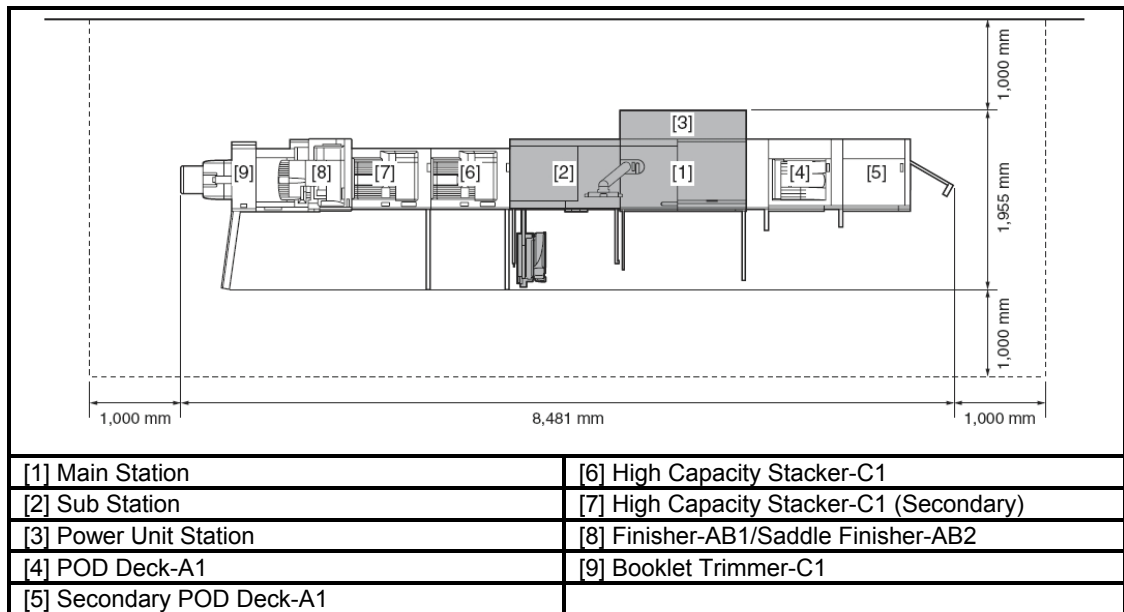 1,000 mm
[3]
[9]
[8]
[7]
[6]
[2]
[1]
[4]
[5]
1,955 mm
1,000 mm
1,000 mm
8,481 mm
1,000 mm
[1] Main Station
[6] High Capacity Stacker-C1
[2] Sub Station
[7] High Capacity Stacker-C1 (Secondary)
[3] Power Unit Station
[8] Finisher-AB1/Saddle Finisher-AB2
[4] POD Deck-A1
[9] Booklet Trimmer-C1
[5] Secondary POD Deck-A1